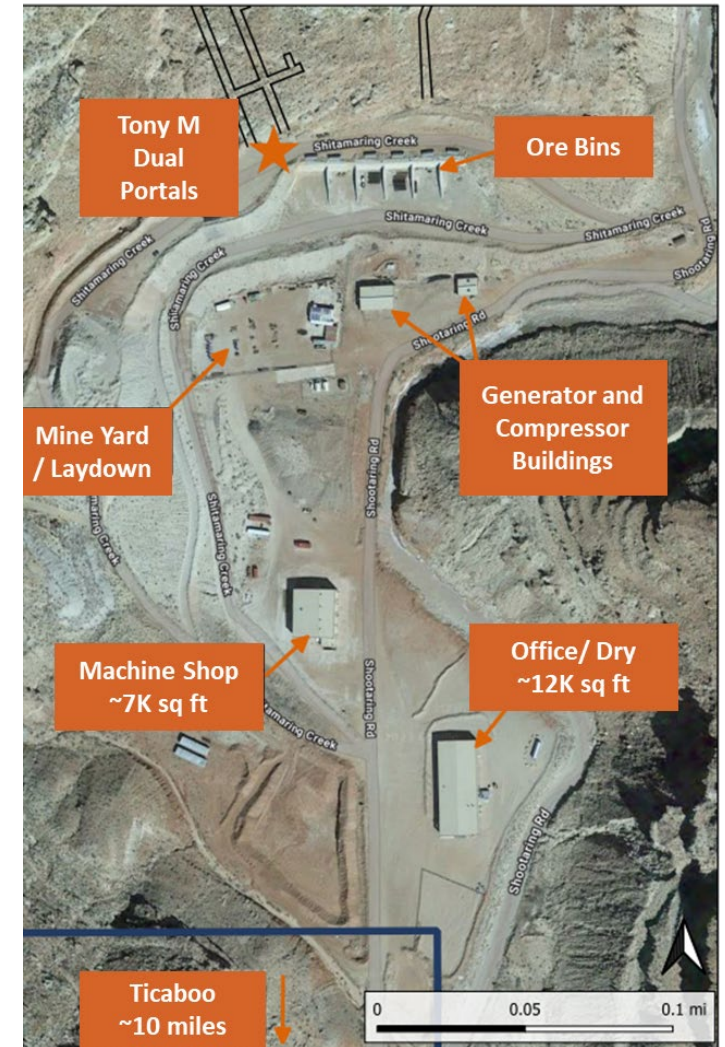 Tony M
Dual
Portals
Shitamaring Creek
Ore Bins
Shitamaring Creek
Shitamaring Creek
Shootaring Rd
Shitamaring Creek
Shitamaring Creek
Shootaring Rd
Mine Yard
/ Laydown
Generator and
Compressor
Buildings
Shootaring Rd
Shitamaring Creek
Shitamaring Creek
Machine Shop
~7K sq ft
Office/ Dry
~12K sq ft
Shootaring Rd
Shootaring Rd
Ticaboo
~10 miles
0 0.05 0.1 mi